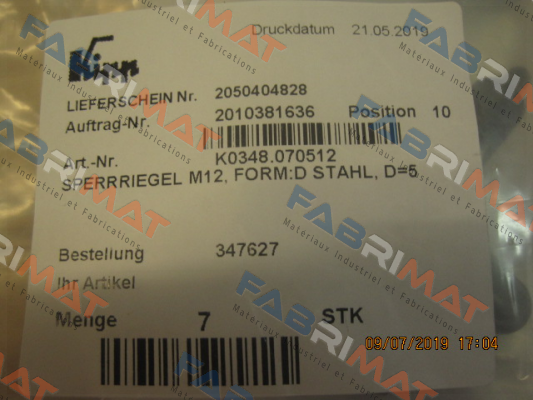 Kipp
Druckdatum 21.05.2019
LIEFERSCHEIN Nr. 2050404828
Auftrag-Nr. 2010381636 Position 10
Art.-Nr. K0348.070512
SPERRRIEGEL M12, FORM:D STAHL, D=5
Bestellung 347627
Ihr Artikel
Menge 7 STK
09/07/2019 17:04
FABRIMAT
Materiaux Industriel et Fabrications